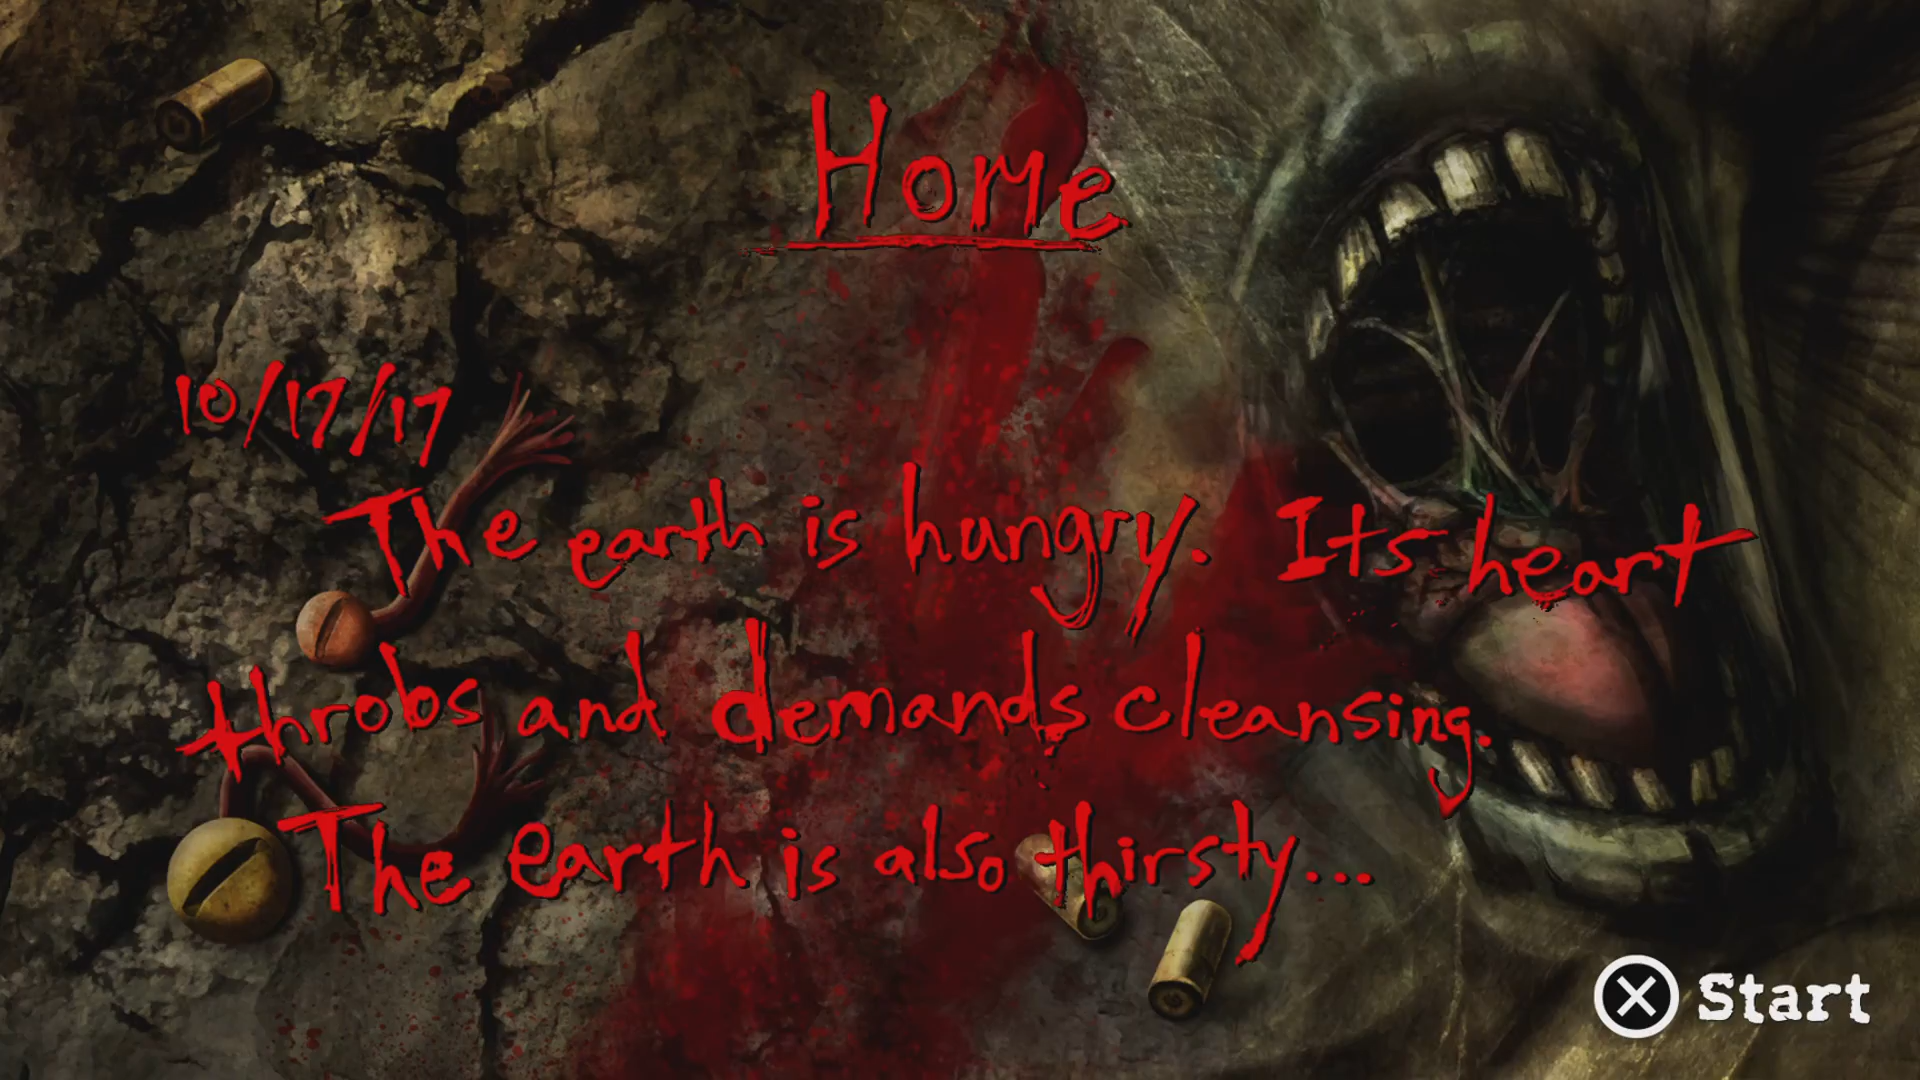 Home
10/17/17
The earth is hungry. Its heart
throbs and demands cleansing.
The earth is also thirsty...
Start